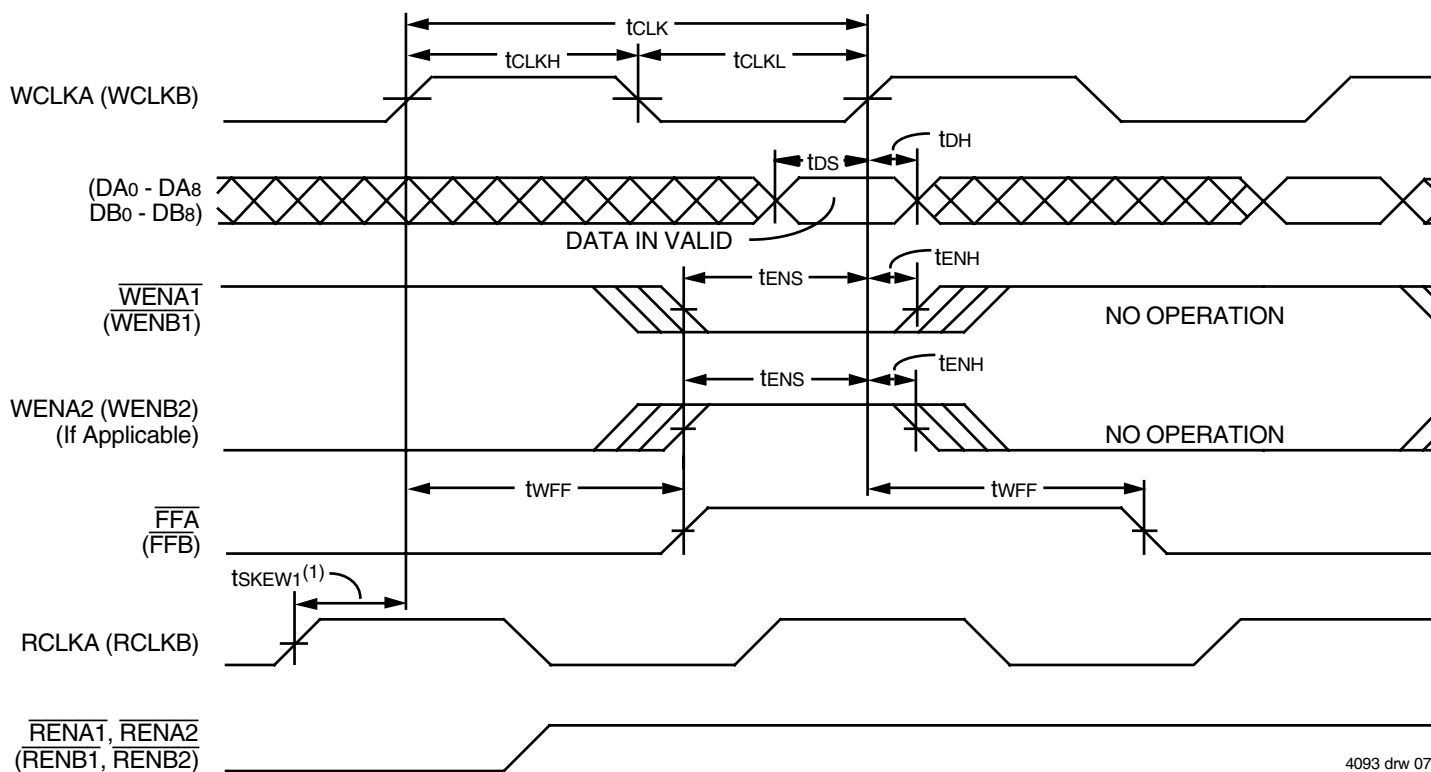 tCLK
tCLKH
tCLKL
WCLKA (WCLKB)
tDH
tDS
(DA0 - DA8
DB0 - DB8)
DATA IN VALID
tENH
tENS
WENA1
(WENB1)
NO OPERATION
tENH
tENS
WENA2 (WENB2)
(If Applicable)
NO OPERATION
tWFF
tWFF
FFA
(FFB)
tSKEW1(1)
RCLKA (RCLKB)
RENA1, RENA2
(RENB1, RENB2)
4093 drw 07